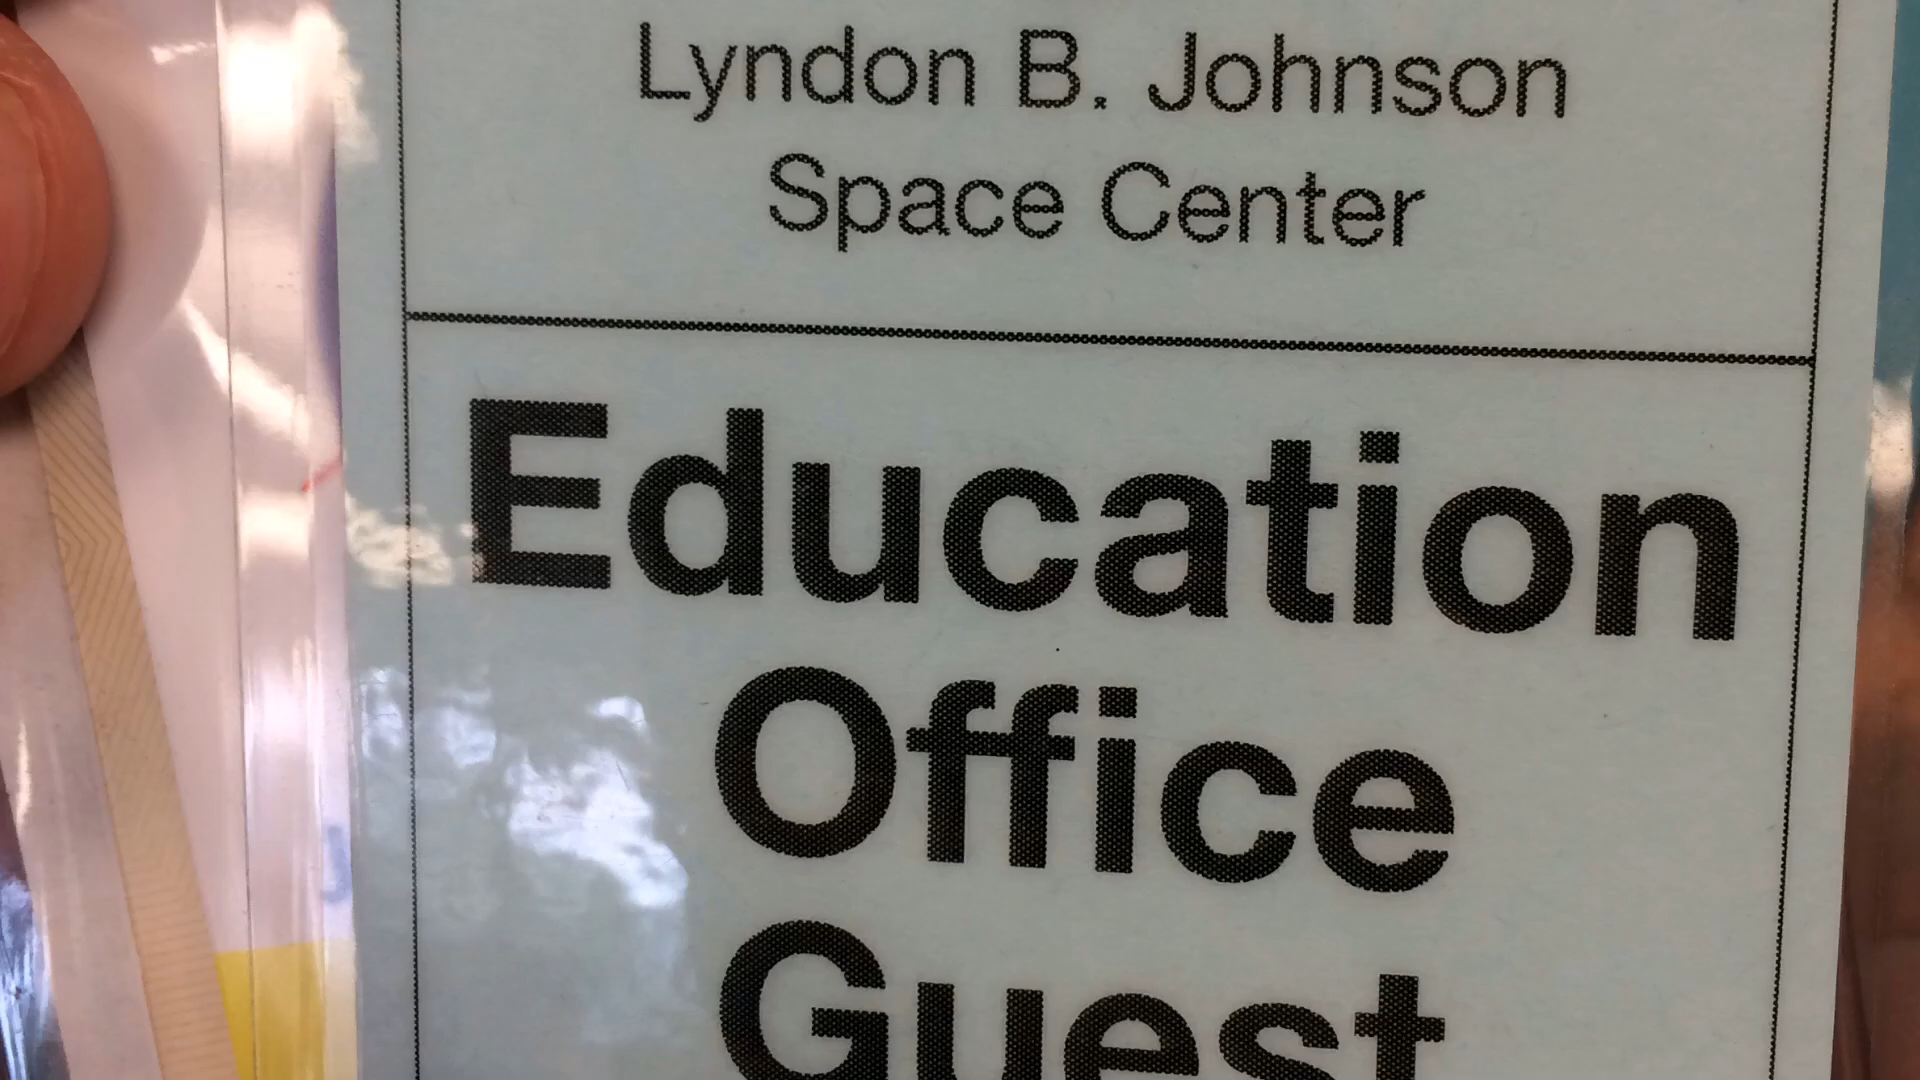 Lyndon B. Johnson
Space Center
Education
Office
Guest